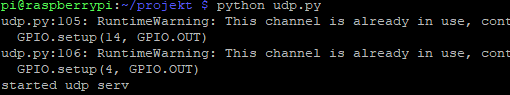 pi@raspberrypi:~/projekt $ python udp.py
udp.py:105: RuntimeWarning: This channel is already in use, cont
  GPIO.setup(14, GPIO.OUT)
udp.py:106: RuntimeWarning: This channel is already in use, cont
  GPIO.setup(4, GPIO.OUT)
started udp serv